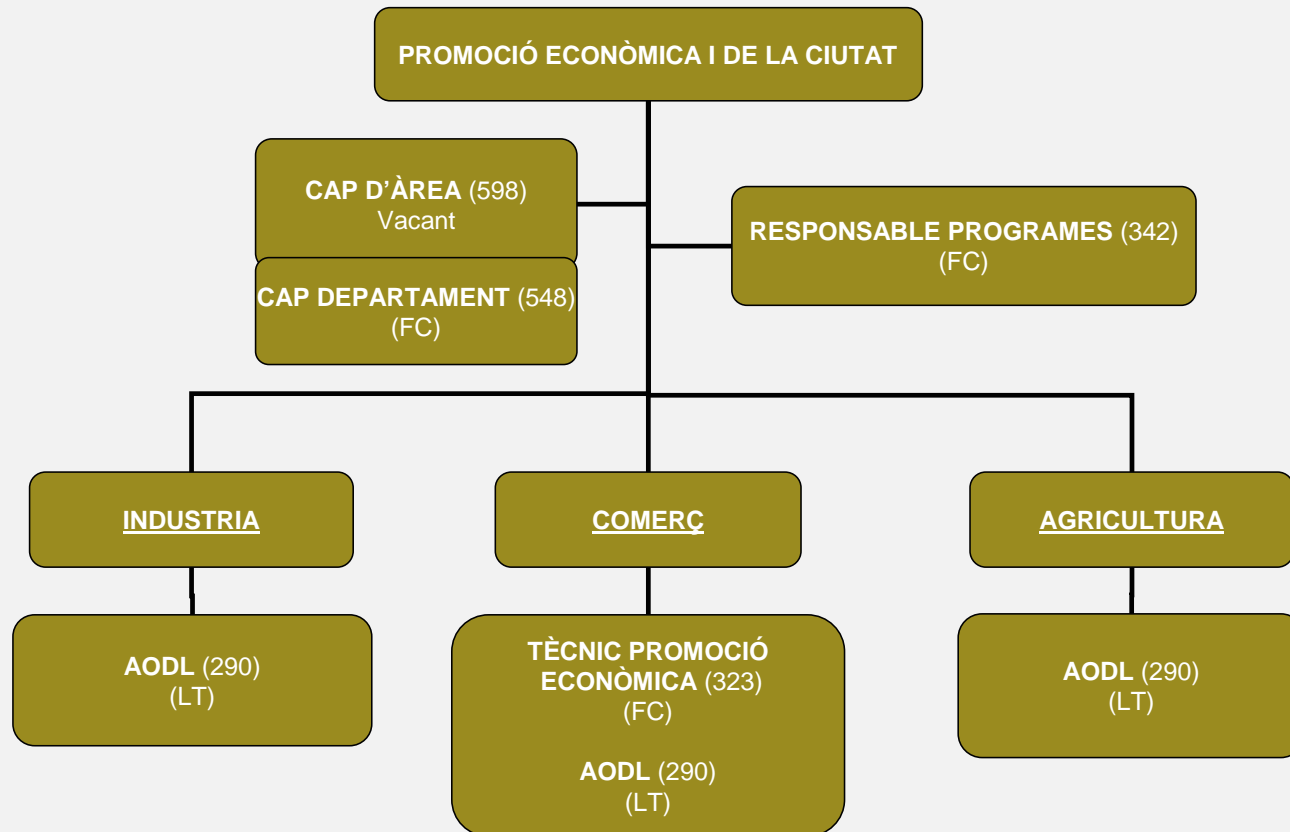 PROMOCIÓ ECONÒMICA I DE LA CIUTAT
CAP D’ÀREA (598)
Vacant
CAP DEPARTAMENT (548)
(FC)
RESPONSABLE PROGRAMES (342)
(FC)
INDUSTRIA
COMERÇ
AGRICULTURA
AODL (290)
(LT)
TÈCNIC PROMOCIÓ
ECONÒMICA (323)
(FC)
AODL (290)
(LT)
AODL (290)
(LT)